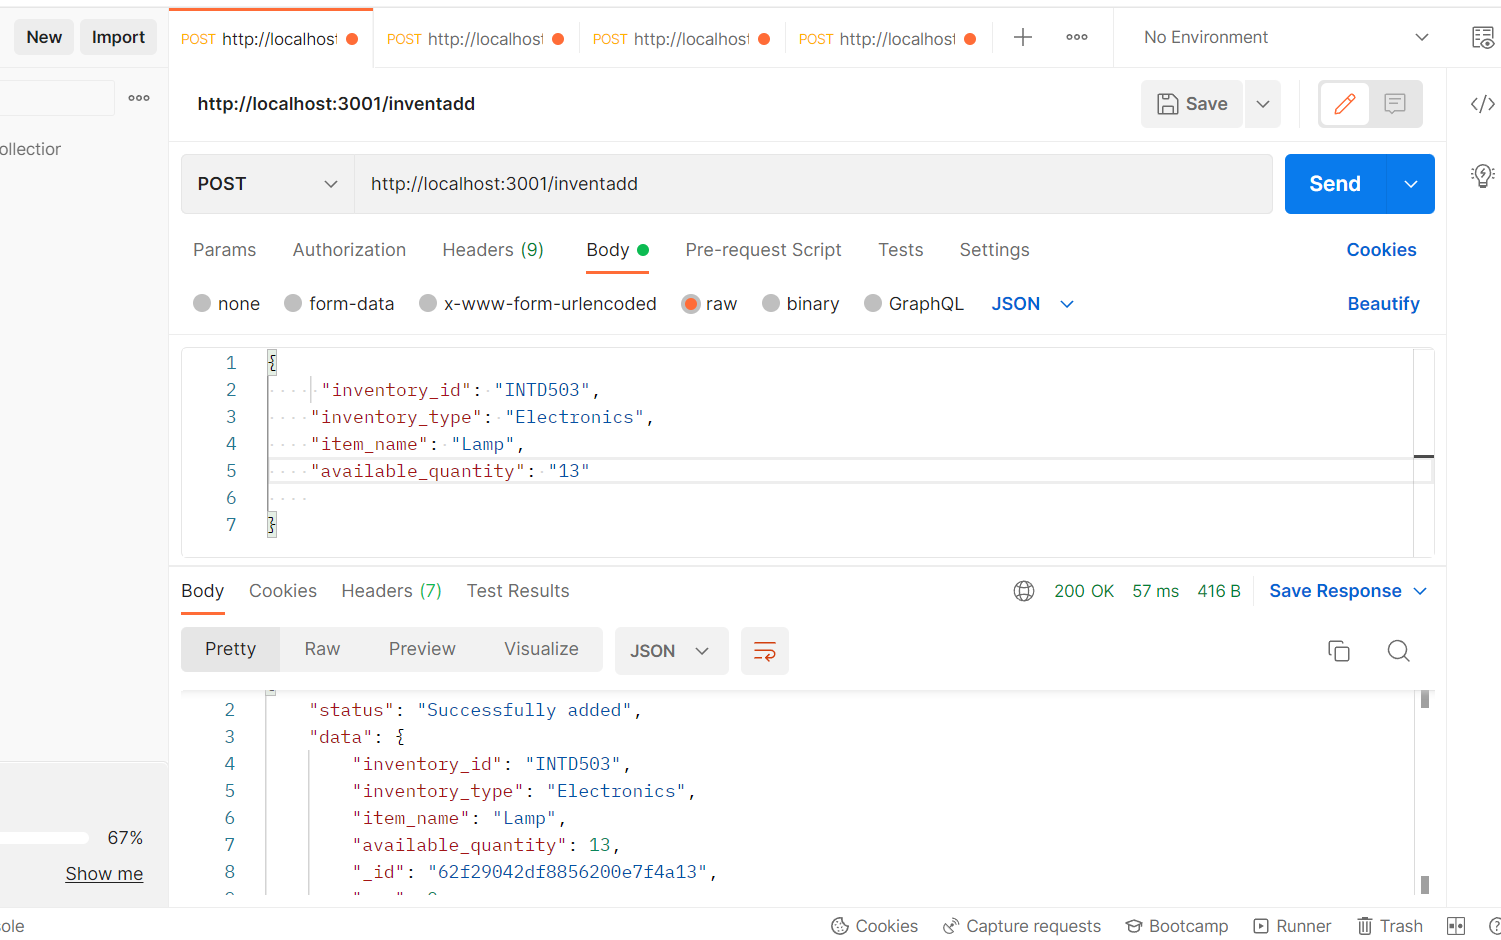 New Import POST http://localhost POST http://localhost POST http://localhost POST http://localhost No Environment
http://localhost:3001/inventadd Save
ollection
POST http://localhost:3001/inventadd Send
Params Authorization Headers (9) Body Pre-request Script Tests Settings Cookies
none form-data x-www-form-urlencoded raw binary GraphQL JSON Beautify
1 {
2 "inventory_id": "INTD503",
3 "inventory_type": "Electronics",
4 "item_name": "Lamp",
5 "available_quantity": "13"
6
7 }
Body Cookies Headers (7) Test Results 200 OK 57 ms 416 B Save Response
Pretty Raw Preview Visualize JSON
2 "status": "Successfully added",
3 "data": {
4 "inventory_id": "INTD503",
5 "inventory_type": "Electronics",
6 "item_name": "Lamp",
7 "available_quantity": 13,
8 "_id": "62f29042df8856200e7f4a13",
67%
Show me
ole Cookies Capture requests Bootcamp Runner Trash